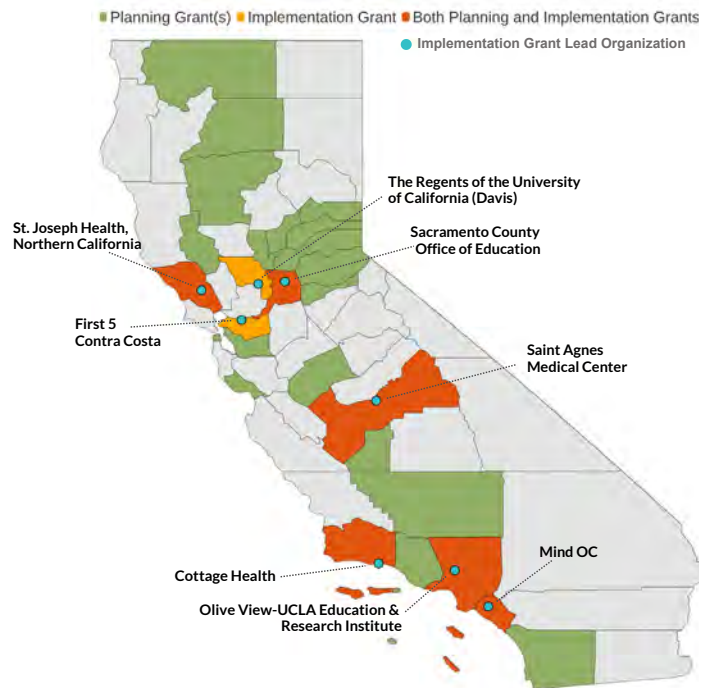 Planning Grant(s) Implementation Grant Both Planning and Implementation Grants
Implementation Grant Lead Organization
The Regents of the University
of California (Davis)
St. Joseph Health,
Northern California
Sacramento County
Office of Education
First 5
Contra Costa
Saint Agnes
Medical Center
Mind OC
Cottage Health
Olive View-UCLA Education &
Research Institute